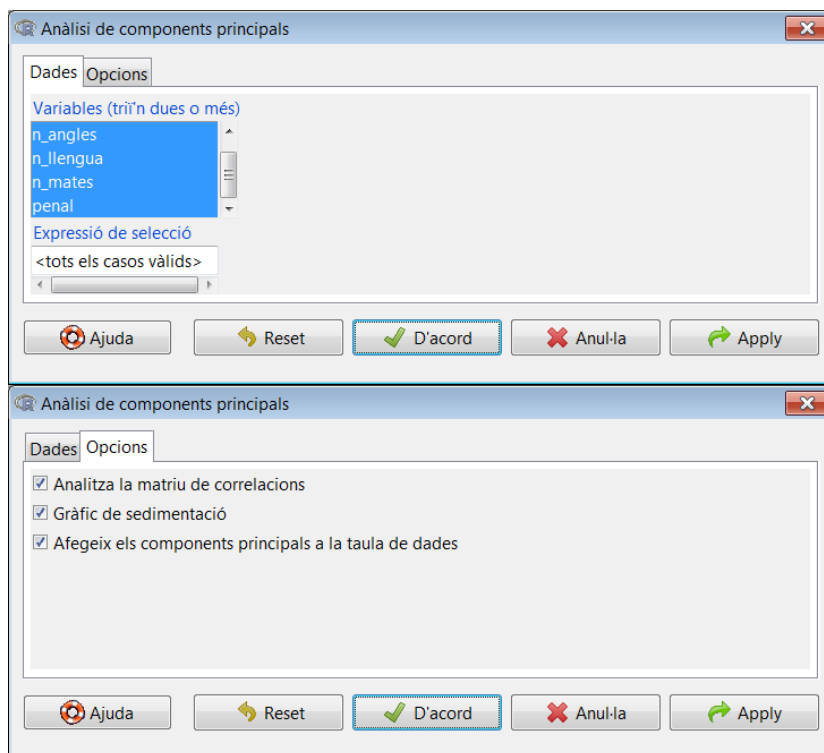 Anàlisi de components principals
Dades Opcions
Variables (triï'n dues o més)
n_angles
n_llengua
n_mates
penal
Expressió de selecció
<tots els casos vàlids>
Ajuda Reset D'acord Anul·la Apply
Anàlisi de components principals
Dades Opcions
Analitza la matriu de correlacions
Gràfic de sedimentació
Afegeix els components principals a la taula de dades
Ajuda Reset D'acord Anul·la Apply